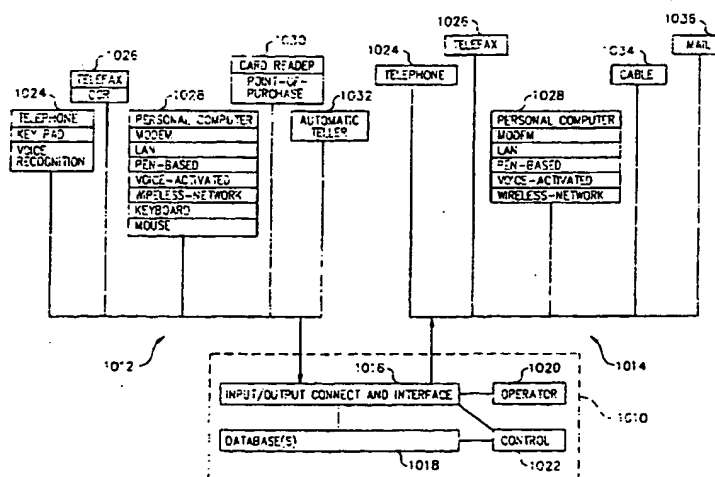 1026
TELEFAX
OCR
1024
TELEPHONE
KEY PAD
VOICE
RECOGNITION
1028
PERSONAL COMPUTER
MODEM
LAN
PEN-BASED
VOICE-ACTIVATED
WIRELESS-NETWORK
KEYBOARD
MOUSE
1030
CARD READER
POINT-OF-
PURCHASE
1032
AUTOMATIC
TELLER
1024
TELEPHONE
1026
TELEFAX
1028
PERSONAL COMPUTER
MODEM
LAN
PEN-BASED
VOICE-ACTIVATED
WIRELESS-NETWORK
1034
CABLE
1036
MAIL
1012
1014
1016
INPUT/OUTPUT CONNECT AND INTERFACE
1020
OPERATOR
1010
DATABASE(S)
1018
CONTROL
1022